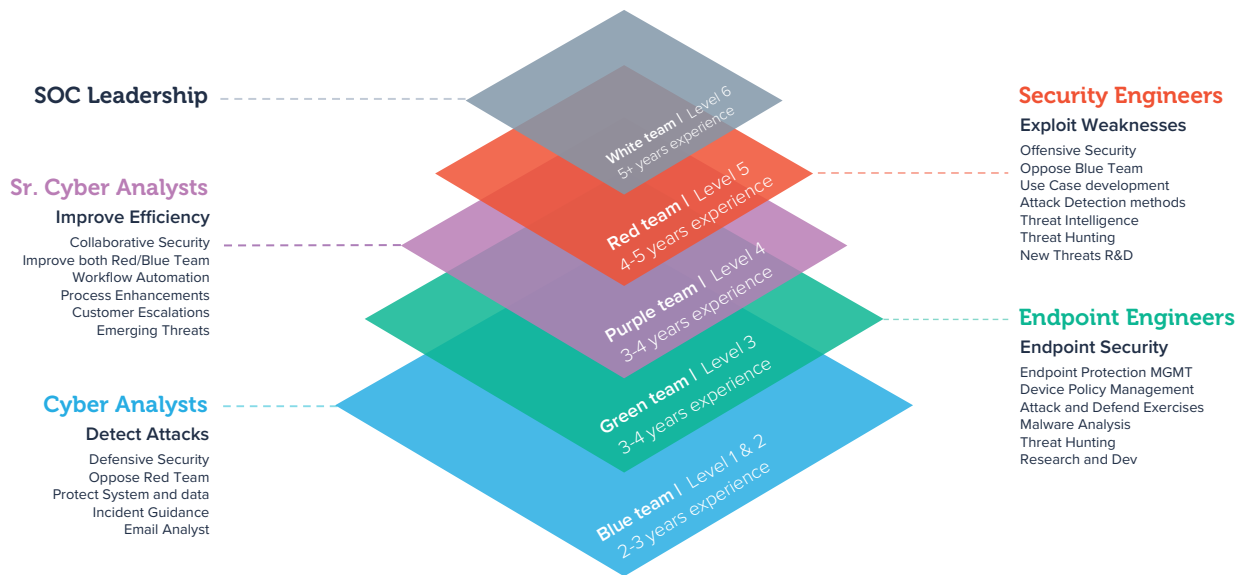 SOC Leadership
Sr. Cyber Analysts
Improve Efficiency
Collaborative Security
Improve both Red/Blue Team
Workflow Automation
Process Enhancements
Customer Escalations
Emerging Threats
Cyber Analysts
Detect Attacks
Defensive Security
Oppose Red Team
Protect System and data
Incident Guidance
Email Analyst
White team | Level 6
5+ years experience
Red team | Level 5
4-5 years experience
Purple team | Level 4
3-4 years experience
Green team | Level 3
3-4 years experience
Blue team | Level 1 & 2
2-3 years experience
Security Engineers
Exploit Weaknesses
Offensive Security
Oppose Blue Team
Use Case development
Attack Detection methods
Threat Intelligence
Threat Hunting
New Threats R&D
Endpoint Engineers
Endpoint Security
Endpoint Protection MGMT
Device Policy Management
Attack and Defend Exercises
Malware Analysis
Threat Hunting
Research and Dev